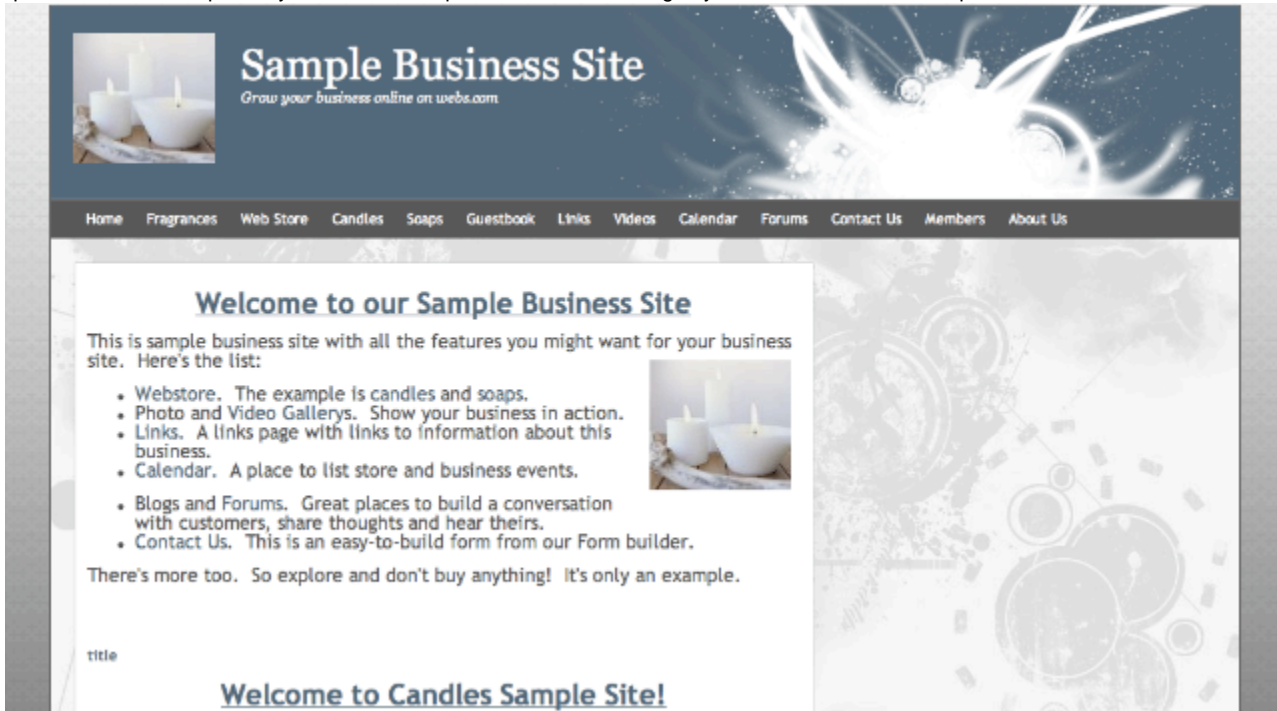 Sample Business Site
Grow your business online on webs.com
Home Fragrances Web Store Candles Soaps Guestbook Links Videos Calendar Forums Contact Us Members About Us
Welcome to our Sample Business Site
This is sample business site with all the features you might want for your business
site. Here's the list:
• Webstore. The example is candles and soaps.
• Photo and Video Gallerys. Show your business in action.
• Links. A links page with links to information about this
business.
• Calendar. A place to list store and business events.
• Blogs and Forums. Great places to build a conversation
with customers, share thoughts and hear theirs.
• Contact Us. This is an easy-to-build form from our Form builder.
There's more too. So explore and don't buy anything! It's only an example.
title
Welcome to Candles Sample Site!